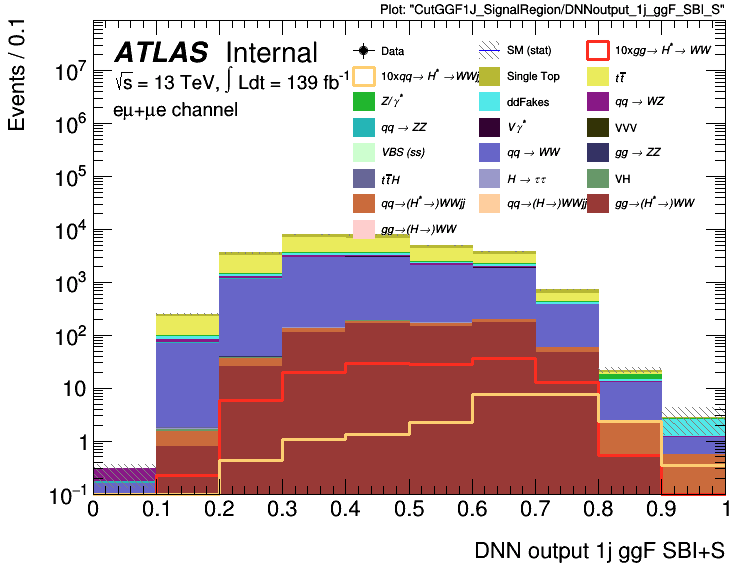 Plot: "CutGGF1J_SignalRegion/DNNoutput_1j_ggF_SBI_S"
Events / 0.1
ATLAS Internal
√s = 13 TeV, ∫ Ldt = 139 fb⁻¹
eμ+μe channel
Data
SM (stat)
10xgg→ H* → WW
10xqq→ H* → WWjj
Single Top
tt̅
Z/γ*
ddFakes
qq → WZ
qq → ZZ
Vγ*
VVV
VBS (ss)
qq → WW
gg → ZZ
tt̅H
H → ττ
VH
qq→(H*→)WWjj
qq→(H→)WWjj
gg→(H*→)WW
gg→(H→)WW
10⁷
10⁶
10⁵
10⁴
10³
10²
10
1
10⁻¹
0 0.1 0.2 0.3 0.4 0.5 0.6 0.7 0.8 0.9 1
DNN output 1j ggF SBI+S